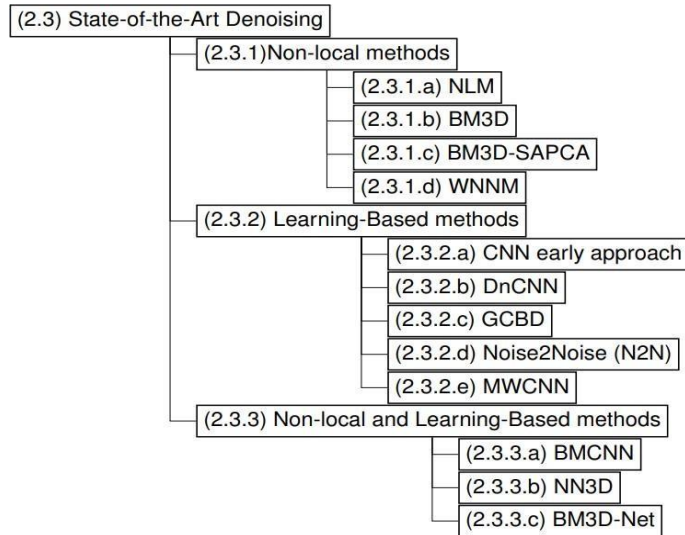 (2.3) State-of-the-Art Denoising
(2.3.1)Non-local methods
(2.3.1.a) NLM
(2.3.1.b) BM3D
(2.3.1.c) BM3D-SAPCA
(2.3.1.d) WNNM
(2.3.2) Learning-Based methods
(2.3.2.a) CNN early approach
(2.3.2.b) DnCNN
(2.3.2.c) GCBD
(2.3.2.d) Noise2Noise (N2N)
(2.3.2.e) MWCNN
(2.3.3) Non-local and Learning-Based methods
(2.3.3.a) BMCNN
(2.3.3.b) NN3D
(2.3.3.c) BM3D-Net